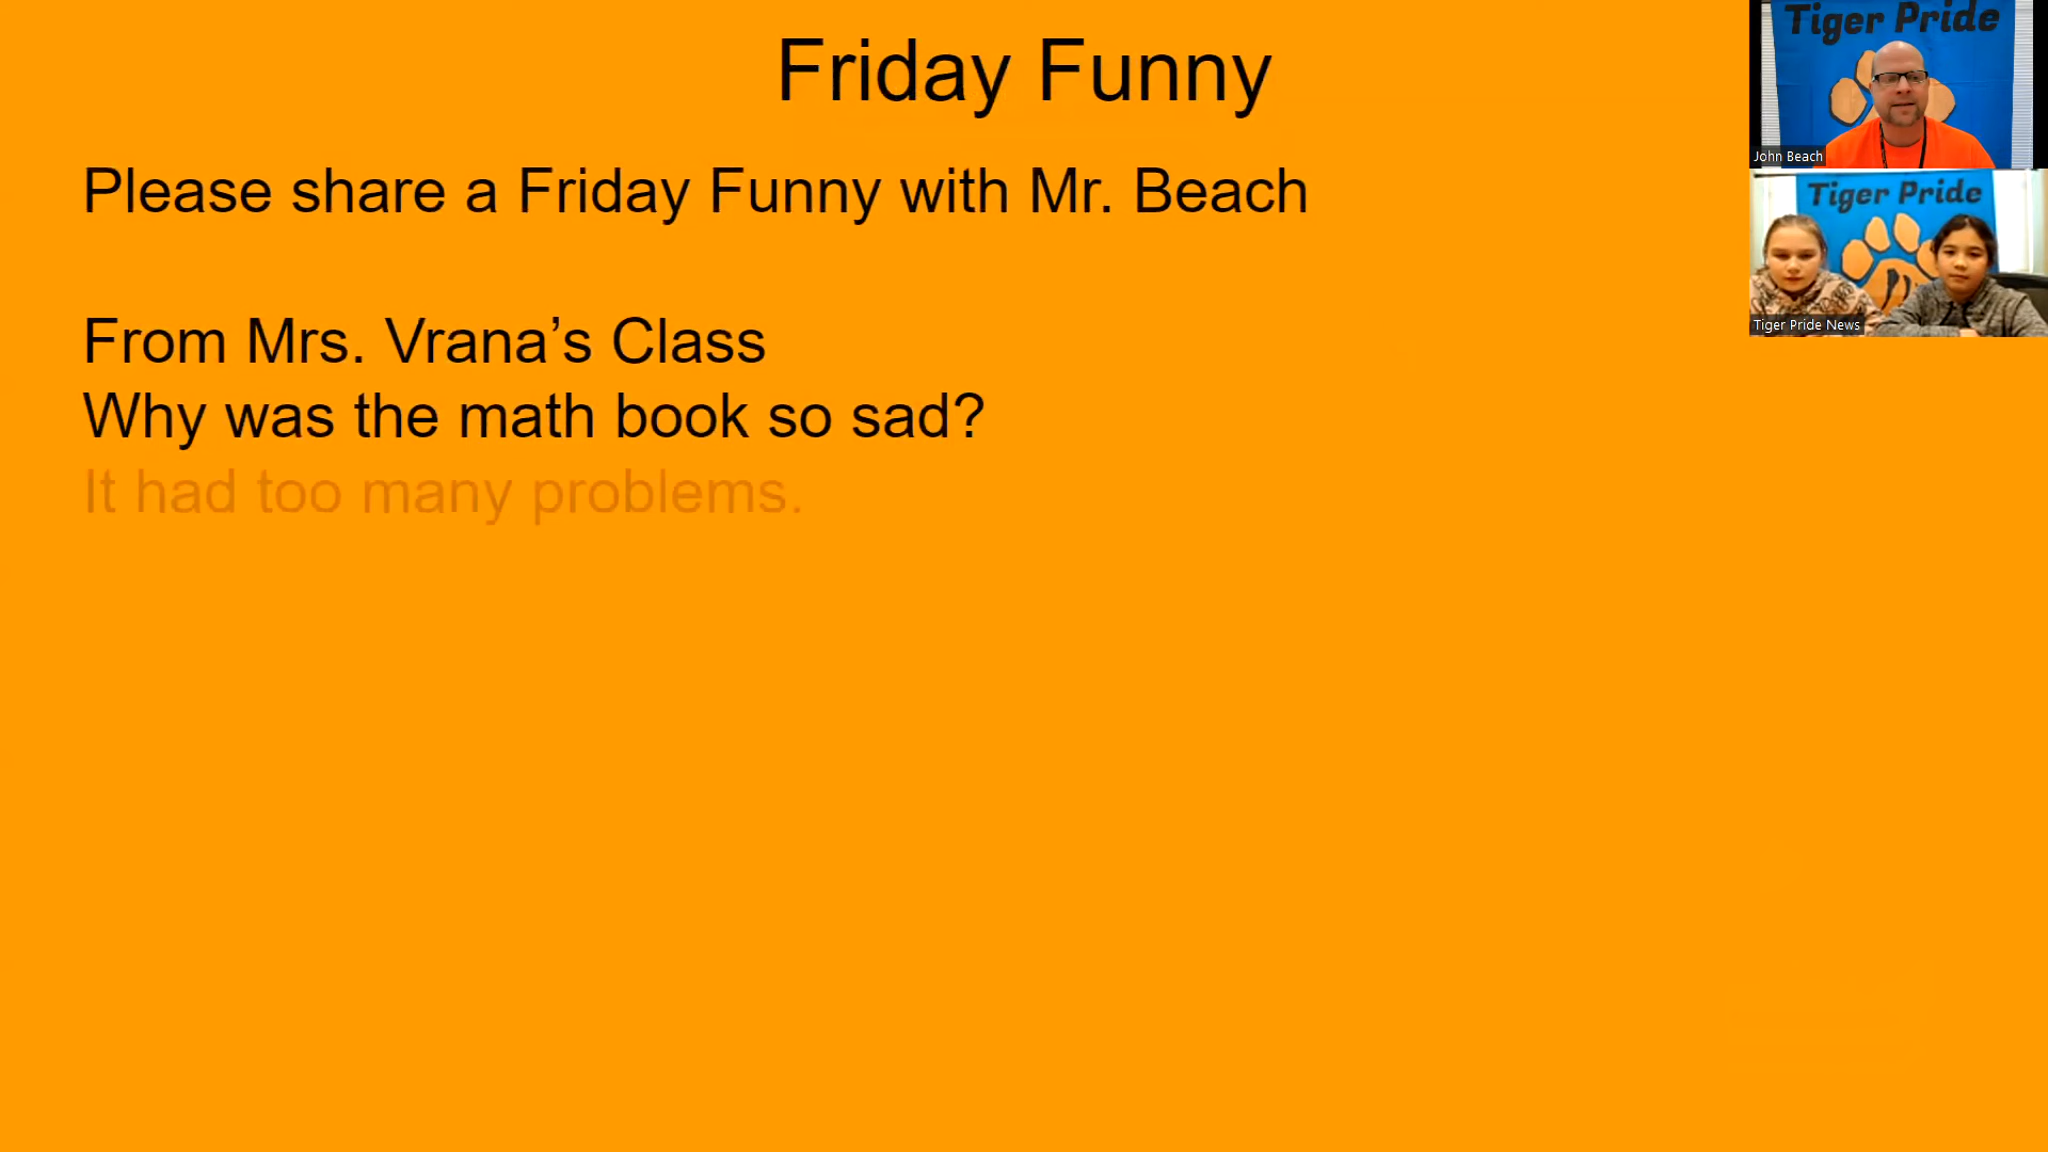 Friday Funny
Please share a Friday Funny with Mr. Beach
From Mrs. Vrana’s Class
Why was the math book so sad?
It had too many problems.
Tiger Pride
John Beach
Tiger Pride
Tiger Pride News